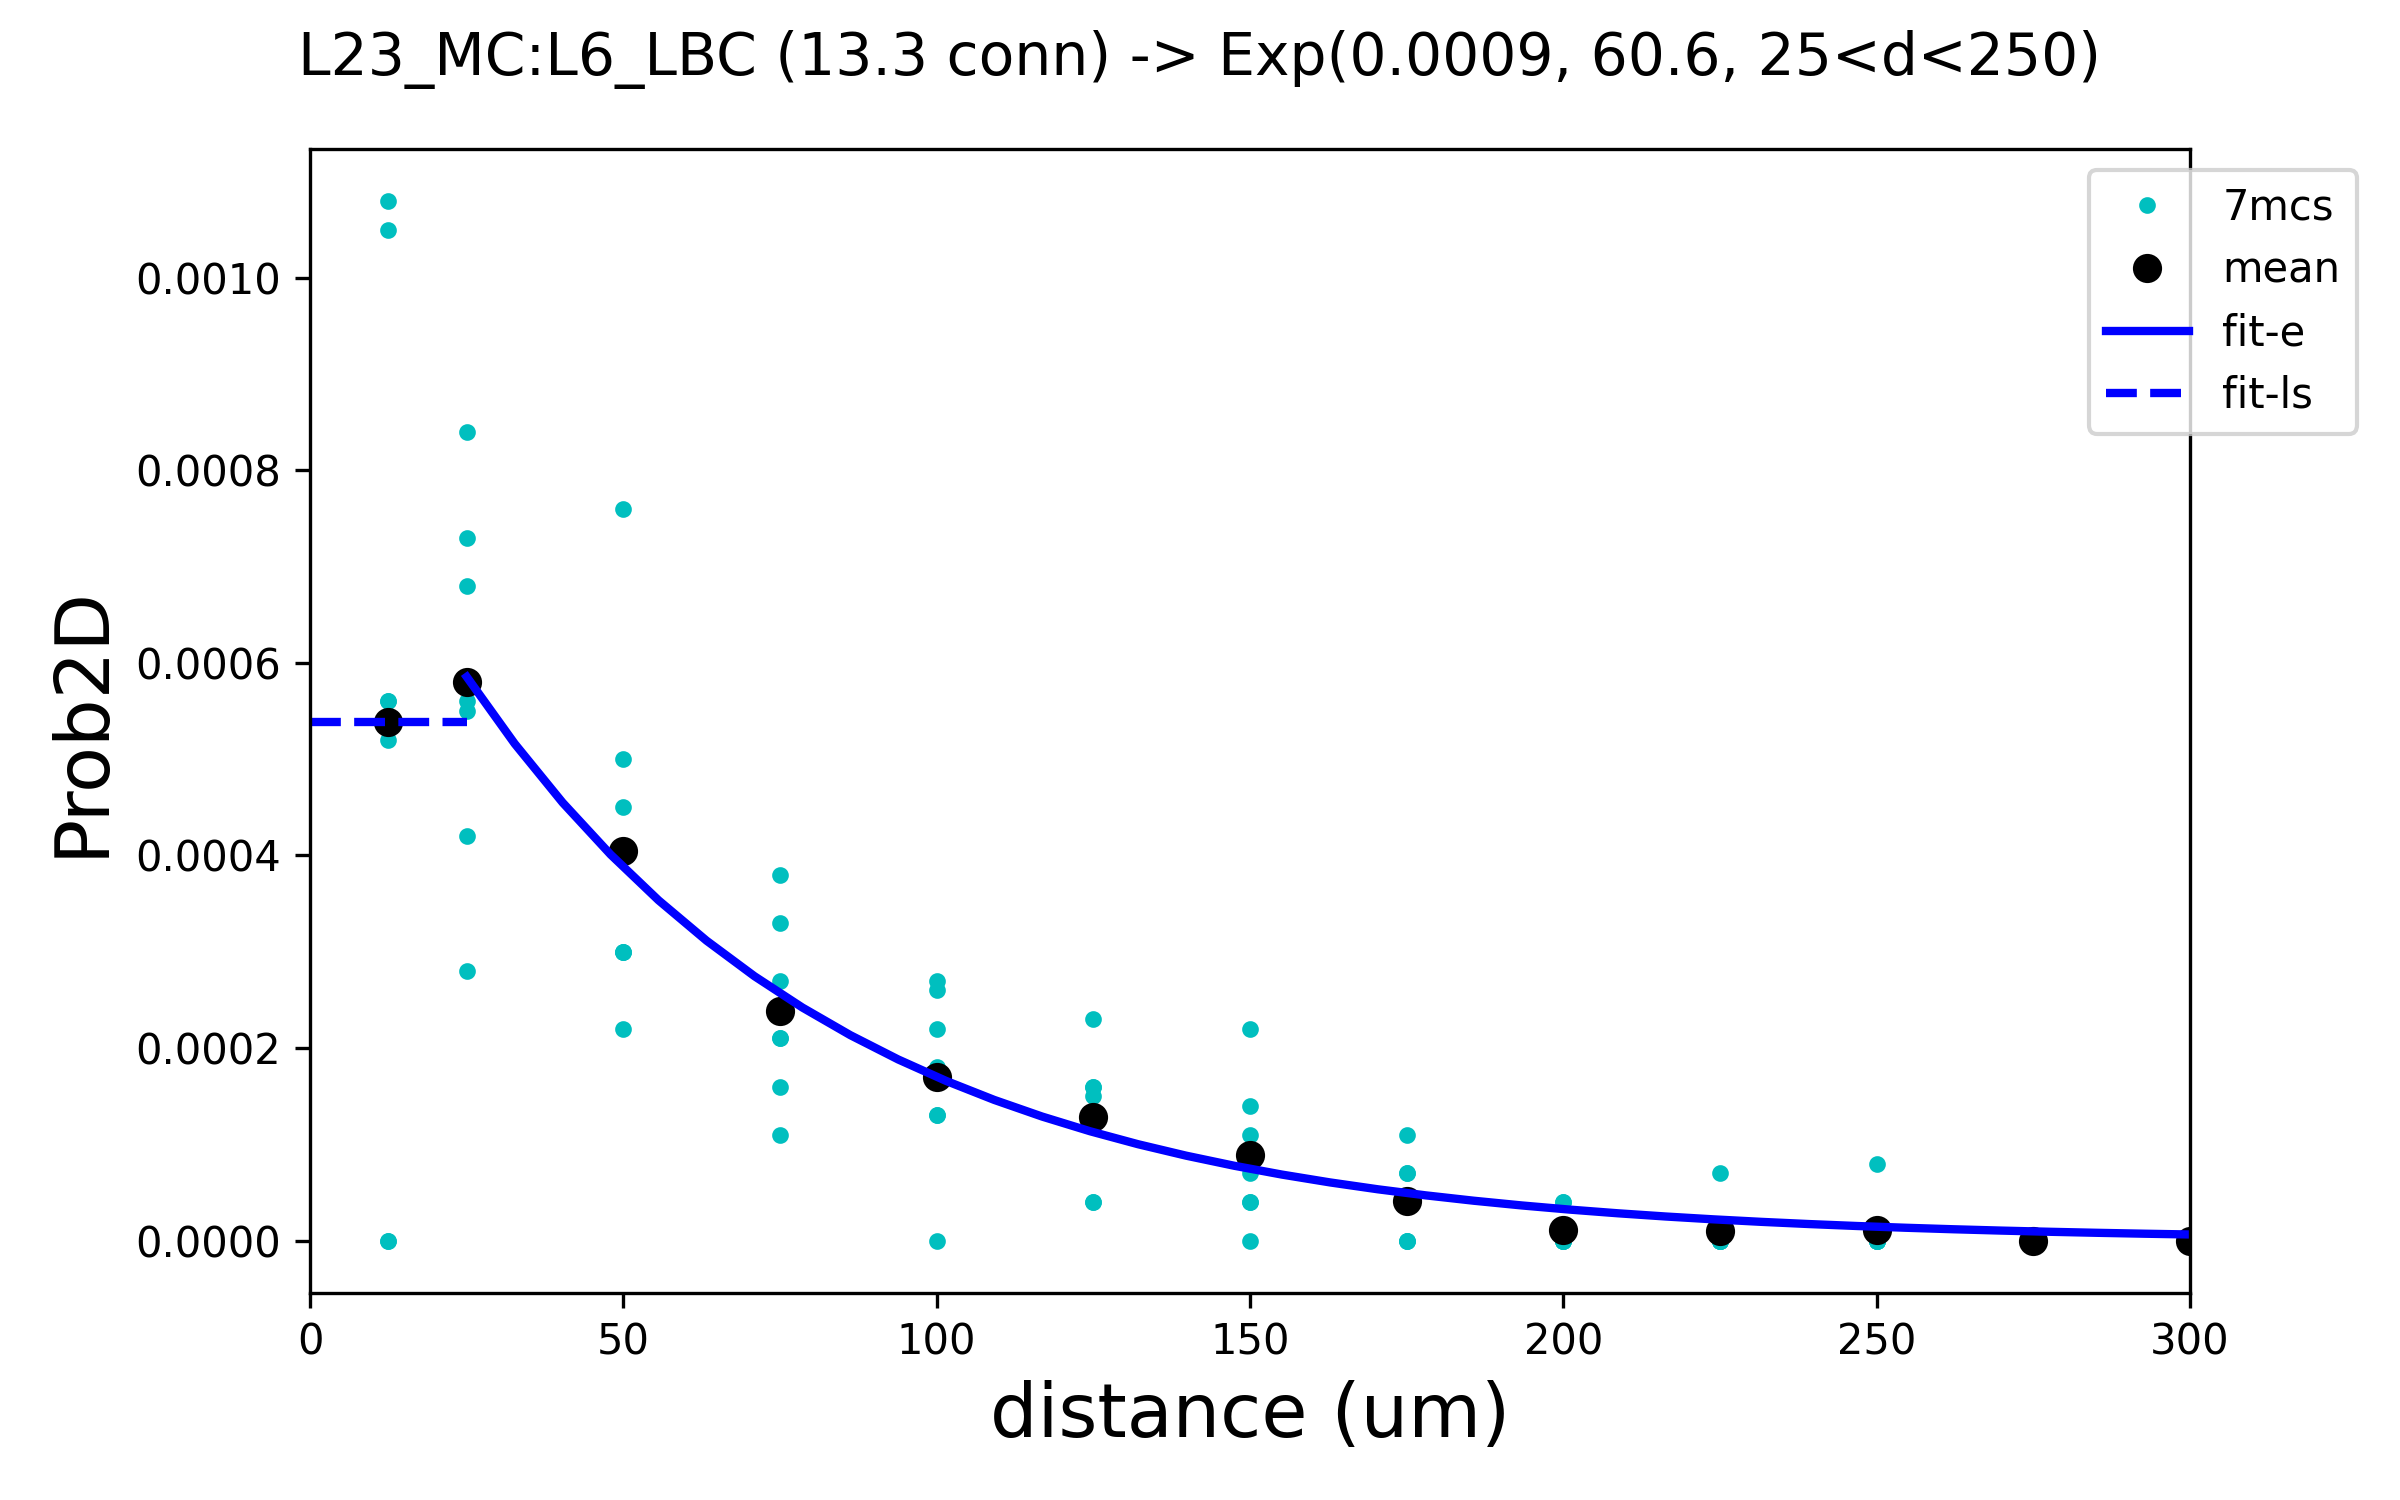 L23_MC:L6_LBC (13.3 conn) -> Exp(0.0009, 60.6, 25<d<250)
7mcs
mean
fit-e
fit-ls
Prob2D
0.0010
0.0008
0.0006
0.0004
0.0002
0.0000
0 50 100 150 200 250 300
distance (um)